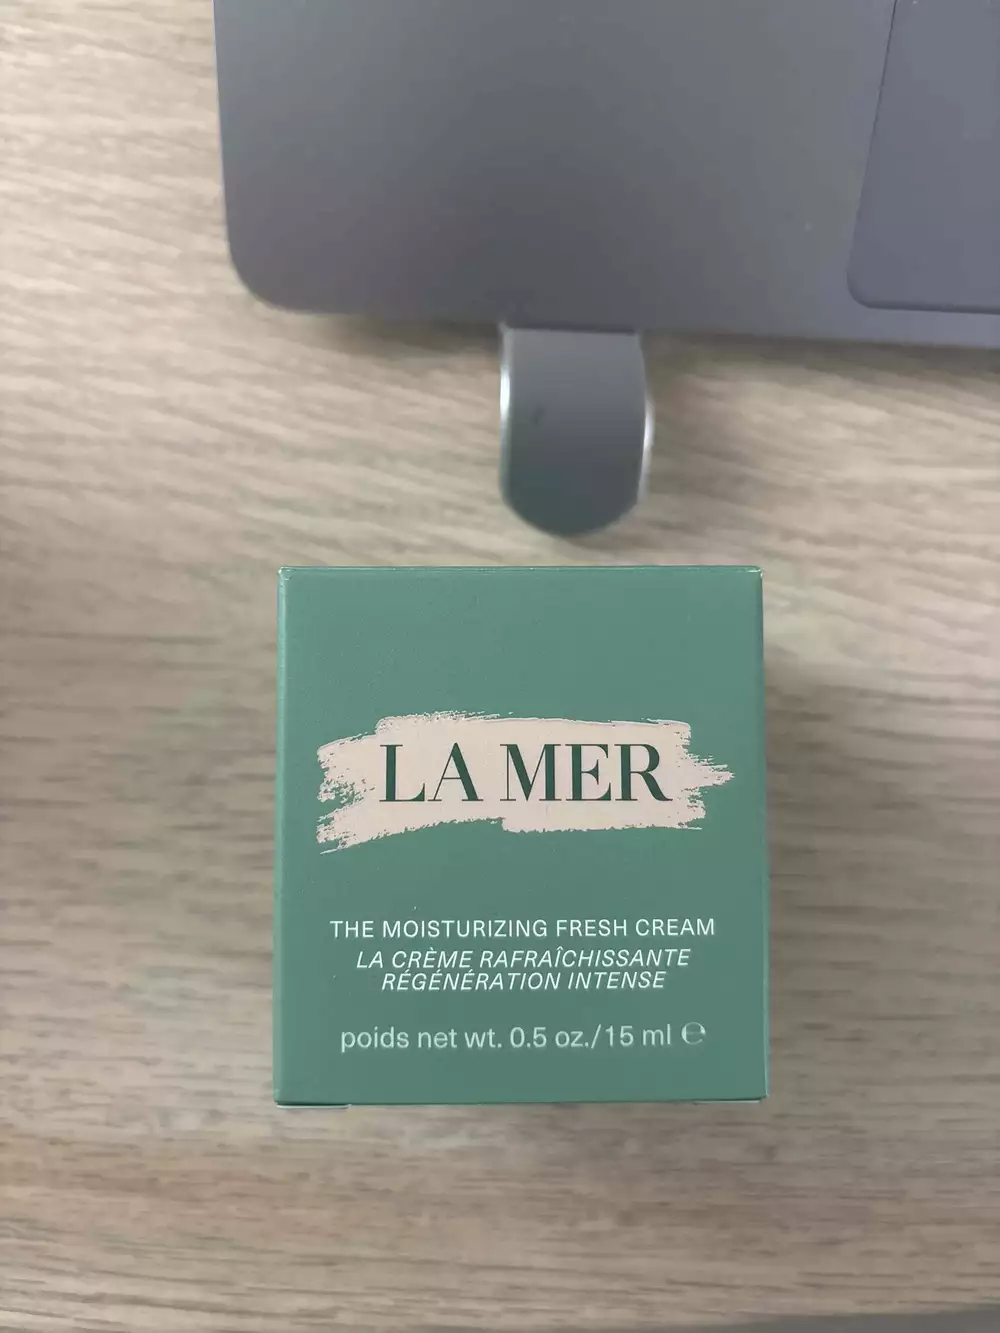 LA MER
THE MOISTURIZING FRESH CREAM
LA CRÈME RAFRAÎCHISSANTE
RÉGÉNÉRATION INTENSE
poids net wt. 0.5 oz./15 ml ℮